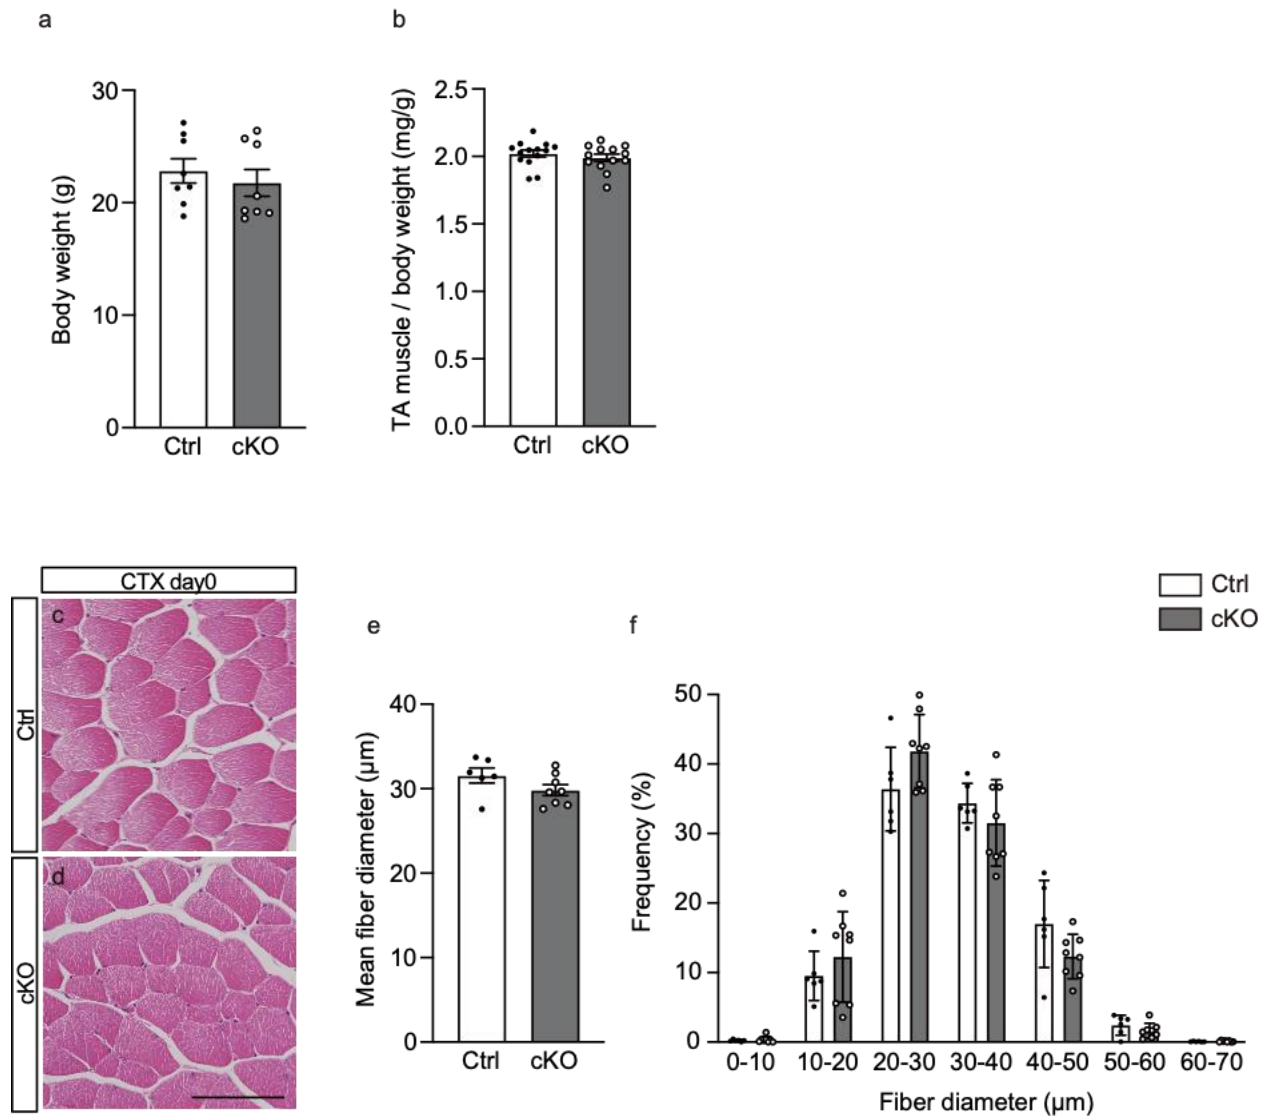 a
b
Body weight (g)
30
20
10
0
Ctrl
cKO
TA muscle / body weight (mg/g)
2.5
2.0
1.5
1.0
0.5
0.0
Ctrl
cKO
CTX day0
Ctrl
c
cKO
d
e
Mean fiber diameter (µm)
40
30
20
10
0
Ctrl
cKO
f
Ctrl
cKO
Frequency (%)
50
40
30
20
10
0
0-10
10-20
20-30
30-40
40-50
50-60
60-70
Fiber diameter (µm)